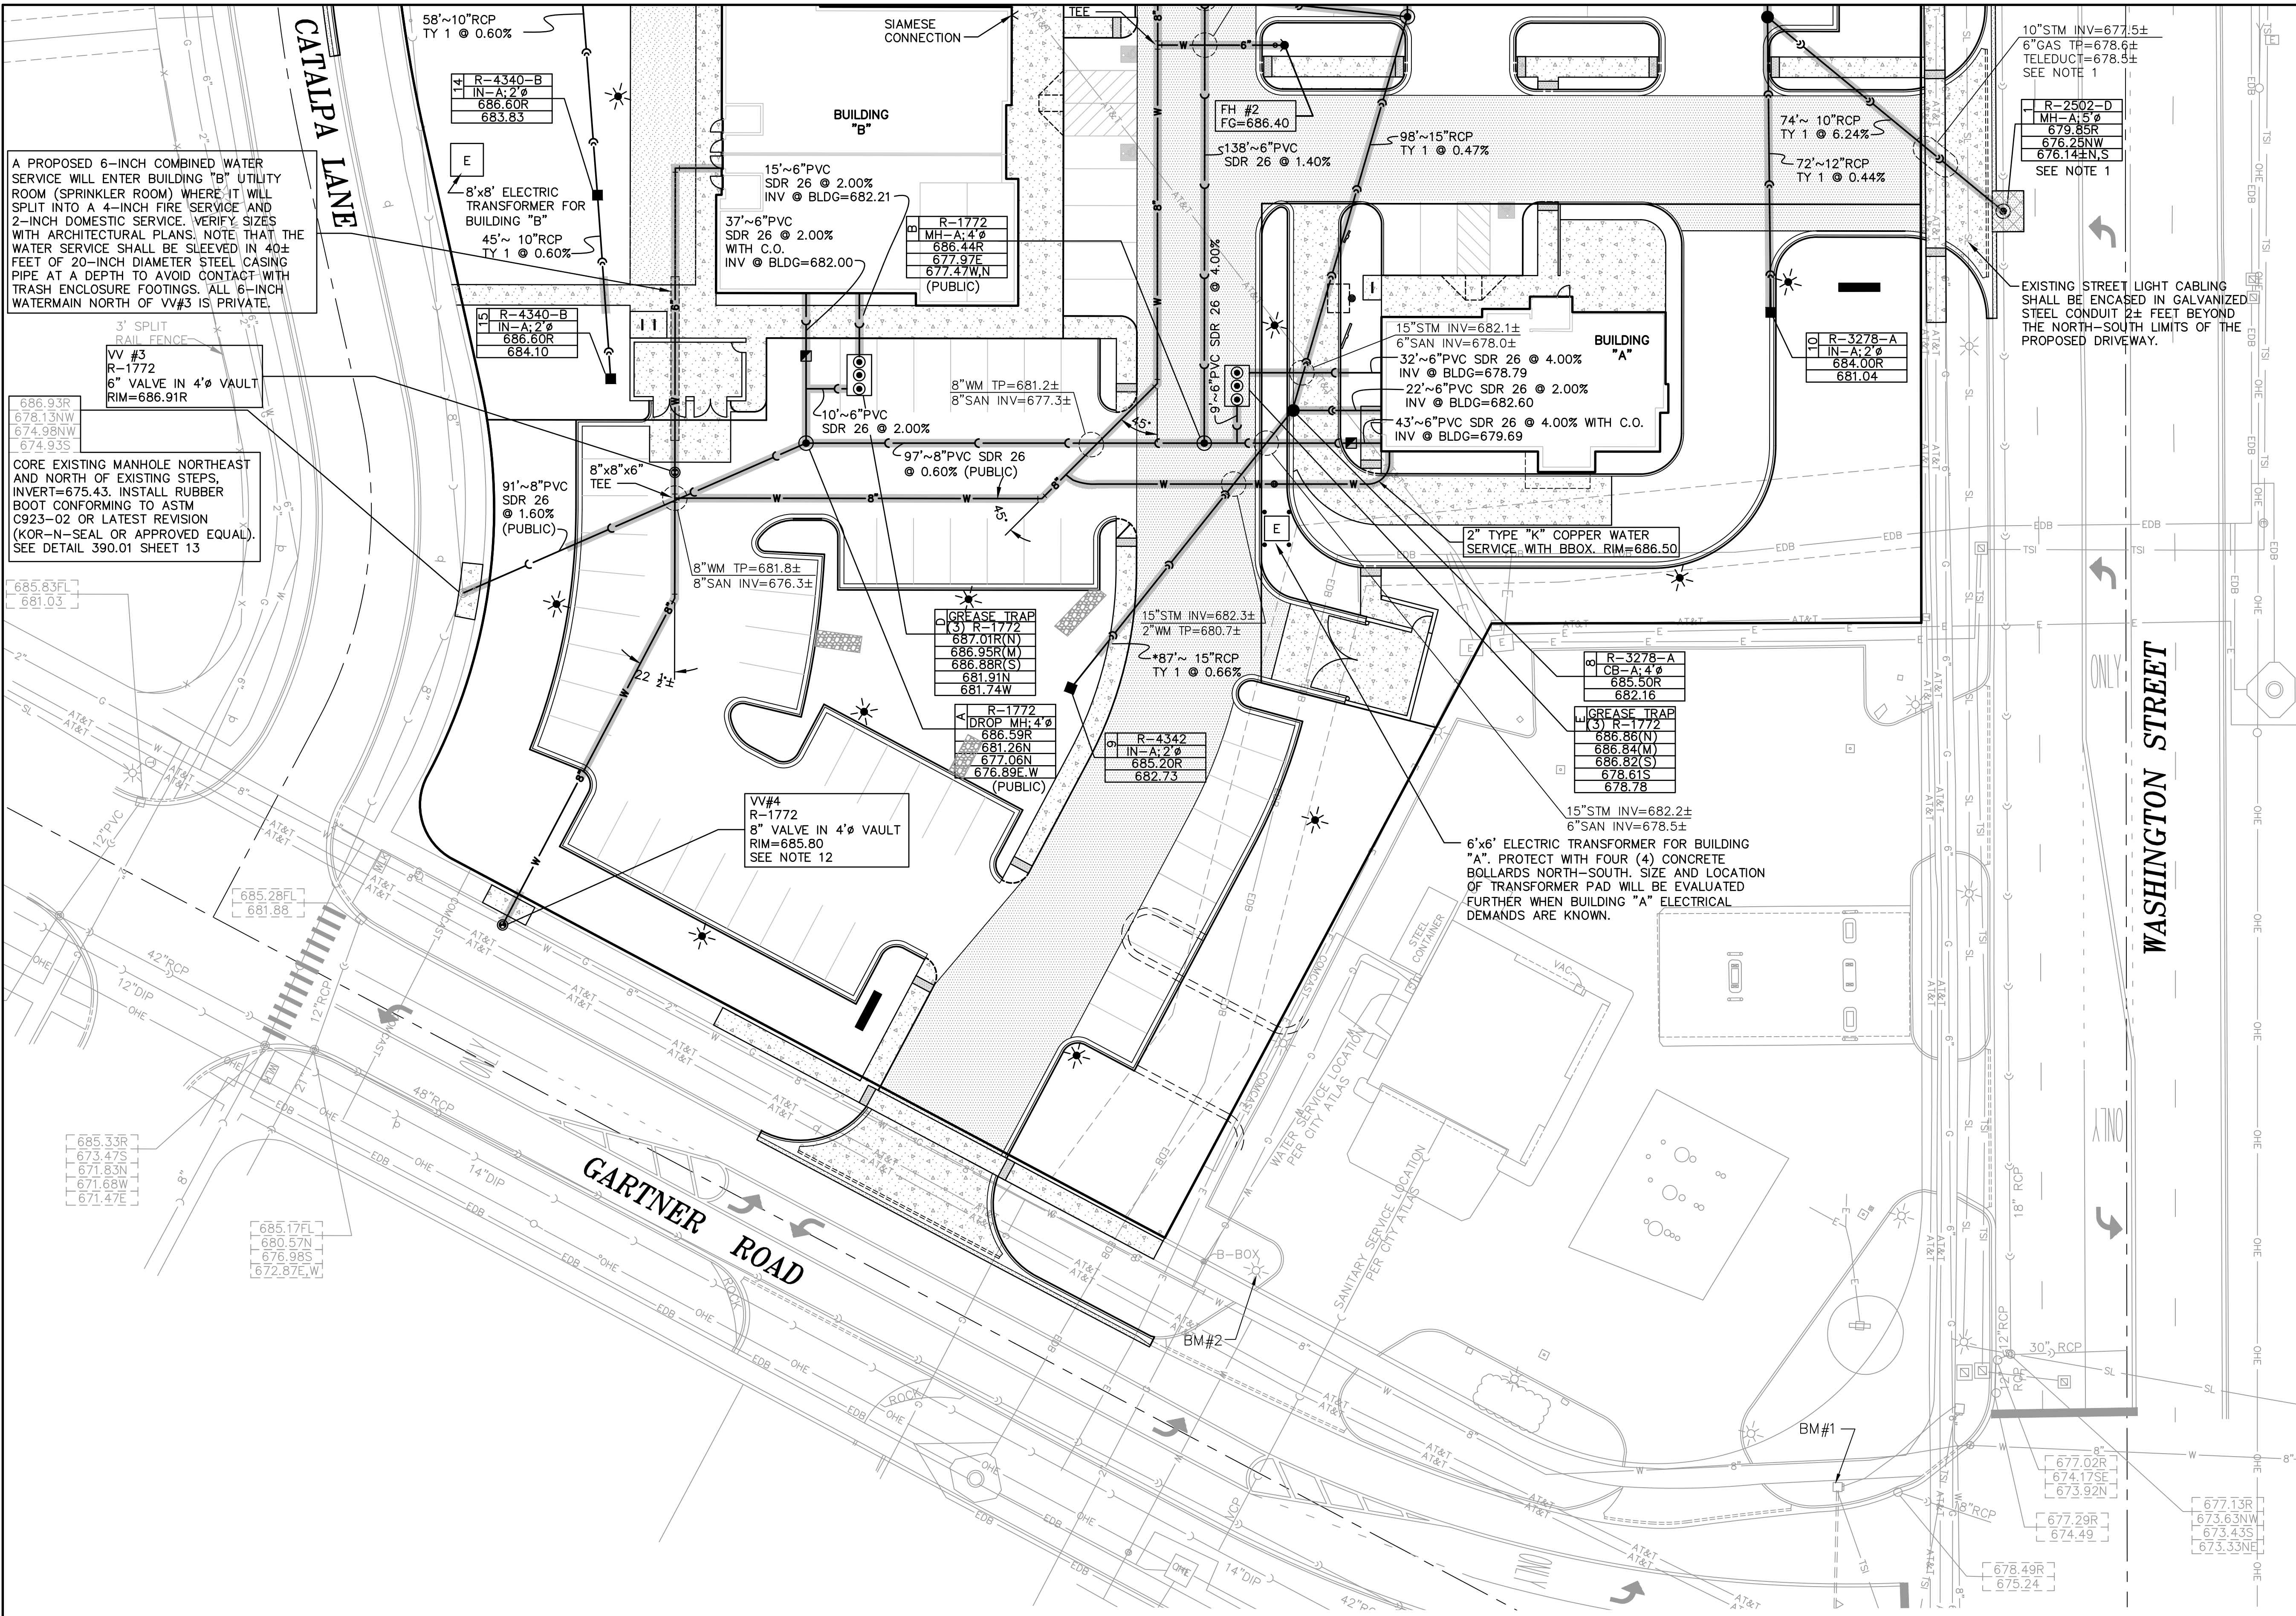 CATALPA LANE
58'~10"RCP
TY 1 @ 0.60%
14
R-4340-B
IN-A;2'ø
686.60R
683.83
E
8'x8' ELECTRIC
TRANSFORMER FOR
BUILDING "B"
45'~ 10"RCP
TY 1 @ 0.60%
A PROPOSED 6-INCH COMBINED WATER
SERVICE WILL ENTER BUILDING "B" UTILITY
ROOM (SPRINKLER ROOM) WHERE IT WILL
SPLIT INTO A 4-INCH FIRE SERVICE AND
2-INCH DOMESTIC SERVICE. VERIFY SIZES
WITH ARCHITECTURAL PLANS. NOTE THAT THE
WATER SERVICE SHALL BE SLEEVED IN 40±
FEET OF 20-INCH DIAMETER STEEL CASING
PIPE AT A DEPTH TO AVOID CONTACT WITH
TRASH ENCLOSURE FOOTINGS. ALL 6-INCH
WATERMAIN NORTH OF VV#3 IS PRIVATE.
3' SPLIT
RAIL FENCE
VV #3
R-1772
6" VALVE IN 4'ø VAULT
RIM=686.91R
15
R-4340-B
IN-A;2'ø
686.60R
684.10
686.93R
678.13NW
674.98NW
674.93S
CORE EXISTING MANHOLE NORTHEAST
AND NORTH OF EXISTING STEPS,
INVERT=675.43. INSTALL RUBBER
BOOT CONFORMING TO ASTM
C923-02 OR LATEST REVISION
(KOR-N-SEAL OR APPROVED EQUAL).
SEE DETAIL 390.01 SHEET 13
685.83FL
681.03
SIAMESE
CONNECTION
TEE
BUILDING
"B"
15'~6"PVC
SDR 26 @ 2.00%
INV @ BLDG=682.21
37'~6"PVC
SDR 26 @ 2.00%
WITH C.O.
INV @ BLDG=682.00
B
R-1772
MH-A;4'ø
686.44R
677.97E
677.47W,N
(PUBLIC)
FH #2
FG=686.40
138'~6"PVC
SDR 26 @ 1.40%
98'~15"RCP
TY 1 @ 0.47%
74'~ 10"RCP
TY 1 @ 6.24%
72'~12"RCP
TY 1 @ 0.44%
10"STM INV=677.5±
6"GAS TP=678.6±
TELEDUCT=678.5±
SEE NOTE 1
1
R-2502-D
MH-A;5'ø
679.85R
676.25NW
676.14±N,S
SEE NOTE 1
EXISTING STREET LIGHT CABLING
SHALL BE ENCASED IN GALVANIZED
STEEL CONDUIT 2± FEET BEYOND
THE NORTH-SOUTH LIMITS OF THE
PROPOSED DRIVEWAY.
10
R-3278-A
IN-A;2'ø
684.00R
681.04
9'~6"PVC SDR 26 @ 4.00%
15"STM INV=682.1±
6"SAN INV=678.0±
BUILDING
"A"
32'~6"PVC SDR 26 @ 4.00%
INV @ BLDG=678.79
22'~6"PVC SDR 26 @ 2.00%
INV @ BLDG=682.60
43'~6"PVC SDR 26 @ 4.00% WITH C.O.
INV @ BLDG=679.69
8"WM TP=681.2±
8"SAN INV=677.3±
10'~6"PVC
SDR 26 @ 2.00%
45°
97'~8"PVC SDR 26
@ 0.60% (PUBLIC)
8"x8"x6"
TEE
91'~8"PVC
SDR 26
@ 1.60%
(PUBLIC)
45°
8"WM TP=681.8±
8"SAN INV=676.3±
22 ½°±
2" TYPE "K" COPPER WATER
SERVICE WITH BBOX. RIM=686.50
E
D
GREASE TRAP
(3) R-1772
687.01R(N)
686.95R(M)
686.88R(S)
681.91N
681.74W
15"STM INV=682.3±
2"WM TP=680.7±
*87'~ 15"RCP
TY 1 @ 0.66%
A
R-1772
DROP MH;4'ø
686.59R
681.26N
677.06N
676.89E,W
(PUBLIC)
9
R-4342
IN-A;2'ø
685.20R
682.73
8
R-3278-A
CB-A;4'ø
685.50R
682.16
E
GREASE TRAP
(3) R-1772
686.86(N)
686.84(M)
686.82(S)
678.61S
678.78
15"STM INV=682.2±
6"SAN INV=678.5±
6'x6' ELECTRIC TRANSFORMER FOR BUILDING
"A". PROTECT WITH FOUR (4) CONCRETE
BOLLARDS NORTH-SOUTH. SIZE AND LOCATION
OF TRANSFORMER PAD WILL BE EVALUATED
FURTHER WHEN BUILDING "A" ELECTRICAL
DEMANDS ARE KNOWN.
VV#4
R-1772
8" VALVE IN 4'ø VAULT
RIM=685.80
SEE NOTE 12
WASHINGTON STREET
ONLY
ONLY
12"PVC
685.28FL
681.88
42"RCP
12"DIP
12"RCP
COMCAST
48"RCP
14"DIP
685.33R
673.47S
671.83N
671.68W
671.47E
685.17FL
680.57N
676.98S
672.87E,W
GARTNER ROAD
ROCK
ROCK
STEEL
CONTAINER
VAC
WATER SERVICE LOCATION
PER CITY ATLAS
SANITARY SERVICE LOCATION
PER CITY ATLAS
B-BOX
BM#2
VCP
14"DIP
ONLY
BM#1
18" RCP
12"RCP
12" RCP
30" RCP
18"RCP
677.02R
674.17SE
673.92N
677.29R
674.49
677.13R
673.63NW
673.43S
673.33NE
678.49R
675.24